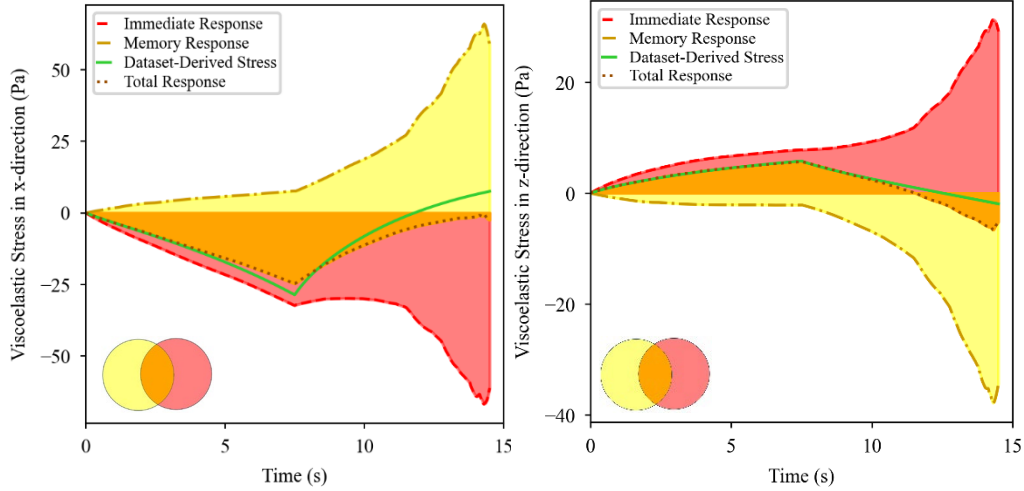 Immediate Response
Memory Response
Dataset-Derived Stress
Total Response
Viscoelastic Stress in x-direction (Pa)
50
25
0
−25
−50
0
5
10
15
Time (s)
Immediate Response
Memory Response
Dataset-Derived Stress
Total Response
Viscoelastic Stress in z-direction (Pa)
20
0
−20
−40
0
5
10
15
Time (s)